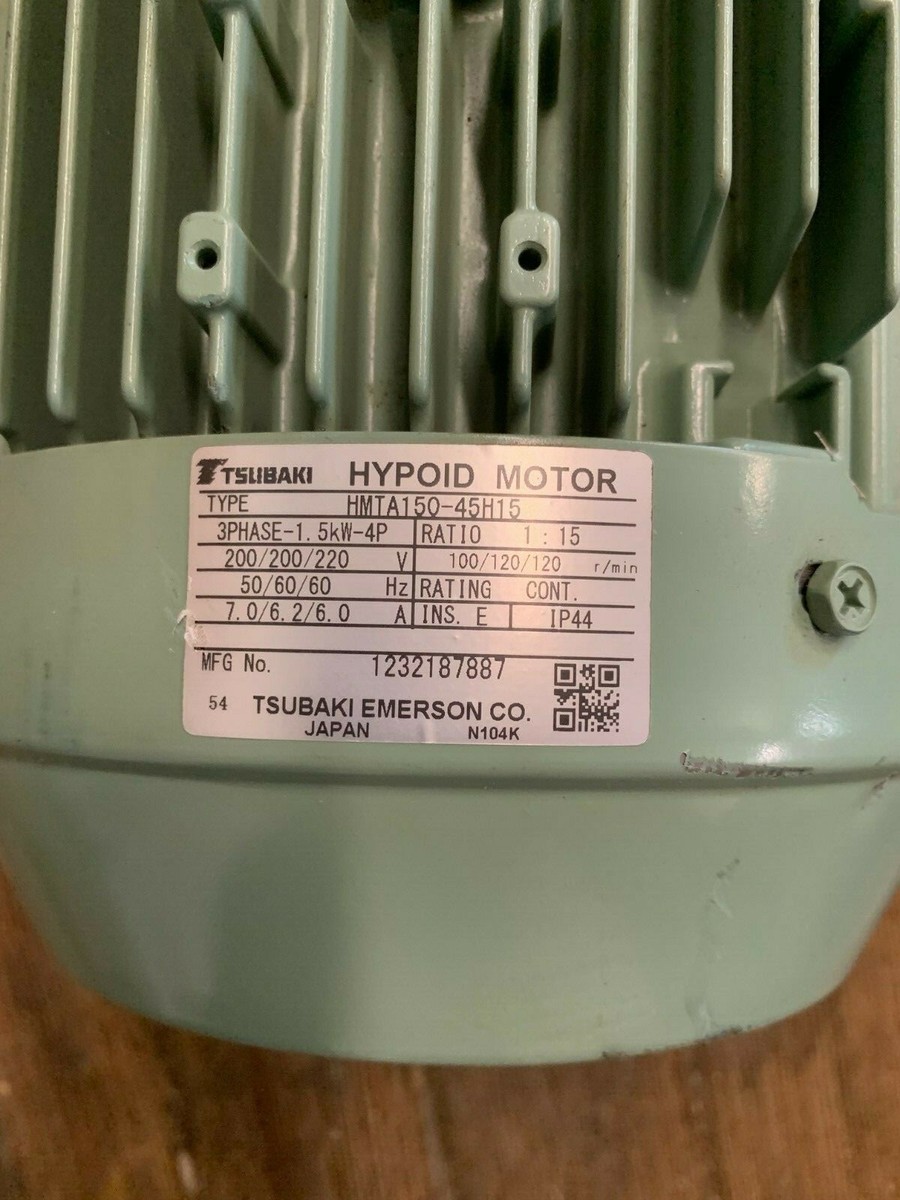 TSUBAKI HYPOID MOTOR
TYPE HMTA150-45H15
3PHASE-1.5kW-4P RATIO 1:15
200/200/220 V 100/120/120 r/min
50/60/60 Hz RATING CONT.
7.0/6.2/6.0 A INS. E IP44
MFG No. 1232187887
54 TSUBAKI EMERSON CO.
JAPAN N104K